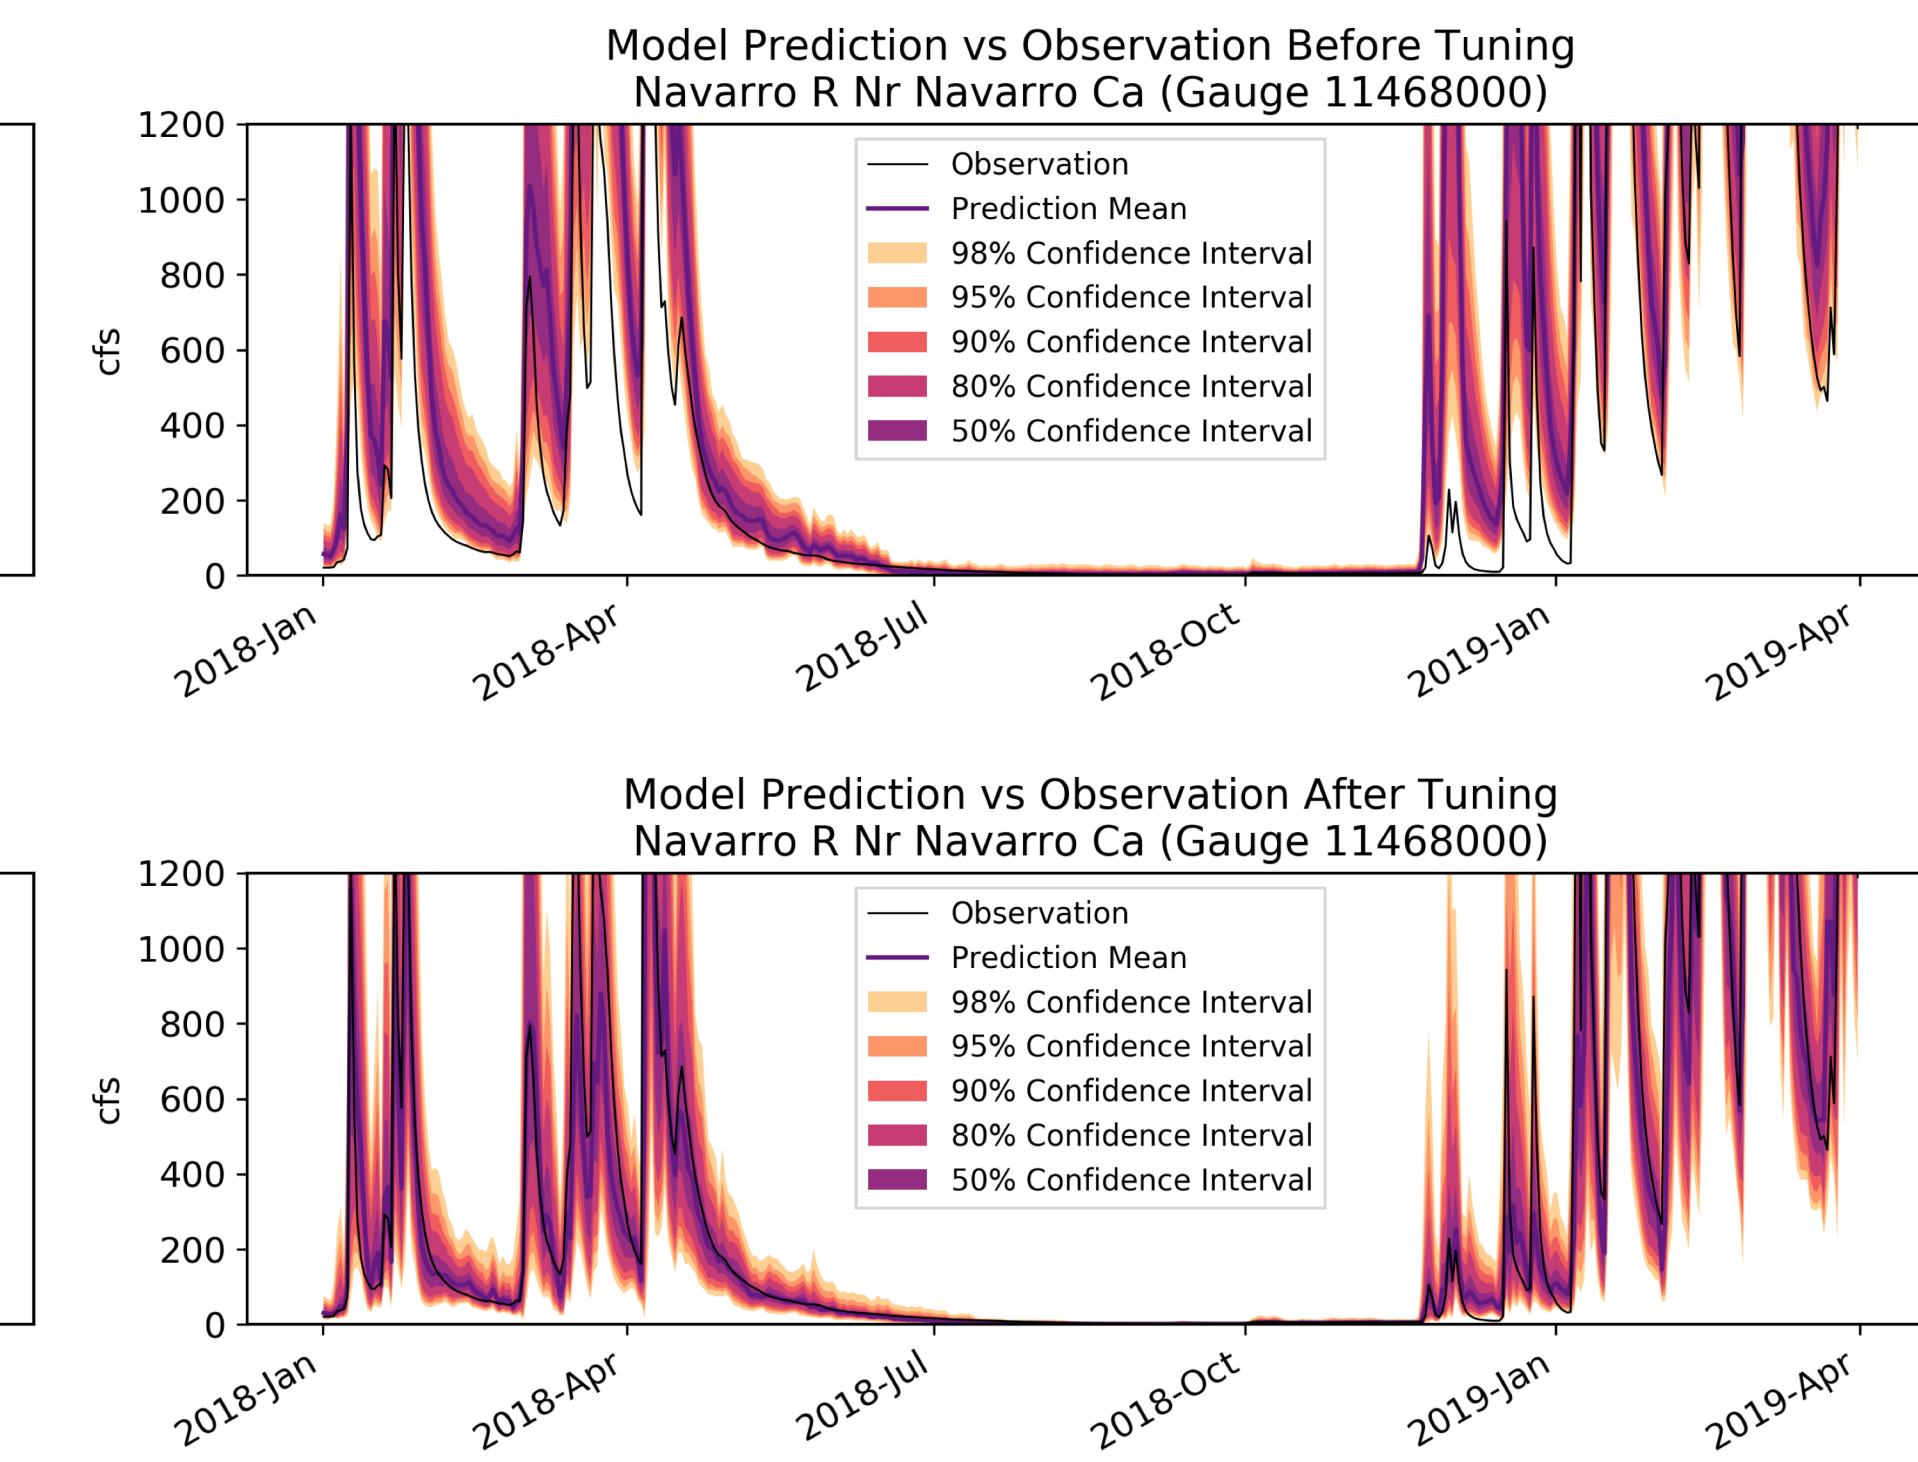 Model Prediction vs Observation Before Tuning
Navarro R Nr Navarro Ca (Gauge 11468000)
1200
1000
800
600
400
200
0
cfs
Observation
Prediction Mean
98% Confidence Interval
95% Confidence Interval
90% Confidence Interval
80% Confidence Interval
50% Confidence Interval
2018-Jan
2018-Apr
2018-Jul
2018-Oct
2019-Jan
2019-Apr
Model Prediction vs Observation After Tuning
Navarro R Nr Navarro Ca (Gauge 11468000)
1200
1000
800
600
400
200
0
cfs
Observation
Prediction Mean
98% Confidence Interval
95% Confidence Interval
90% Confidence Interval
80% Confidence Interval
50% Confidence Interval
2018-Jan
2018-Apr
2018-Jul
2018-Oct
2019-Jan
2019-Apr